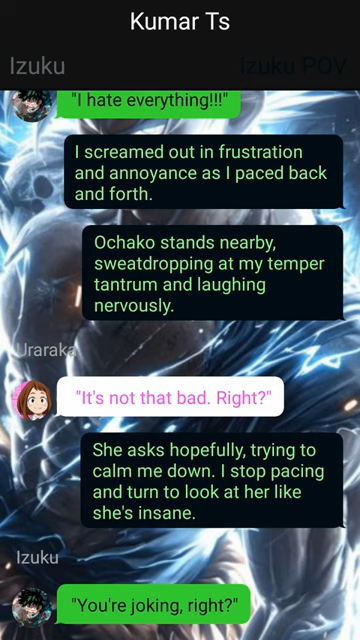 Kumar Ts
Izuku
Izuku POV
"I hate everything!!!"
I screamed out in frustration
and annoyance as I paced back
and forth.
Ochako stands nearby,
sweatdropping at my temper
tantrum and laughing
nervously.
Uraraka
"It's not that bad. Right?"
She asks hopefully, trying to
calm me down. I stop pacing
and turn to look at her like
she's insane.
Izuku
"You're joking, right?"